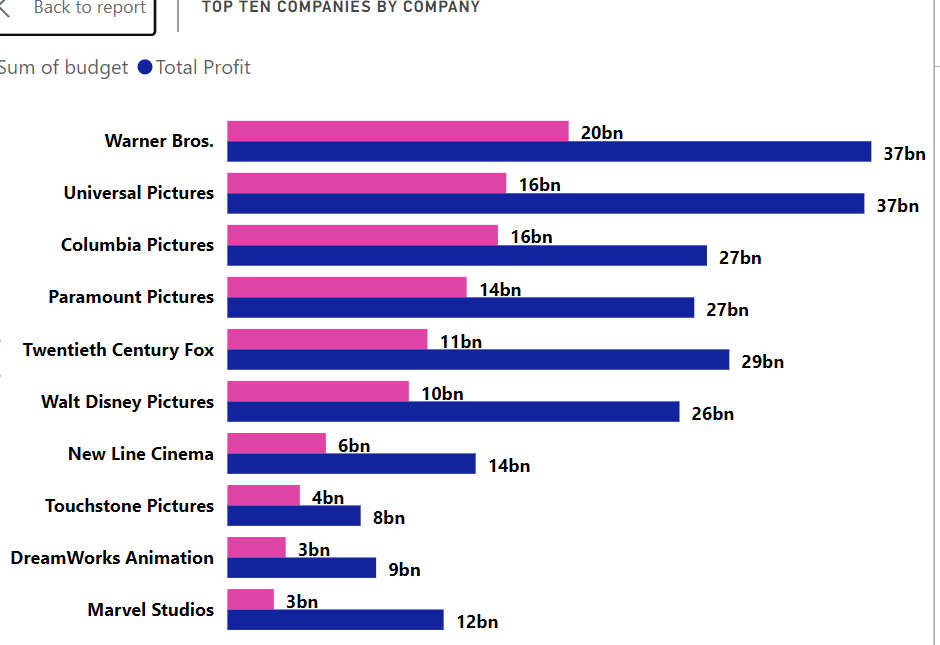 Back to report
TOP TEN COMPANIES BY COMPANY
Sum of budget Total Profit
Warner Bros. 20bn
37bn
Universal Pictures 16bn
37bn
Columbia Pictures 16bn
27bn
Paramount Pictures 14bn
27bn
Twentieth Century Fox 11bn
29bn
Walt Disney Pictures 10bn
26bn
New Line Cinema 6bn
14bn
Touchstone Pictures 4bn
8bn
DreamWorks Animation 3bn
9bn
Marvel Studios 3bn
12bn